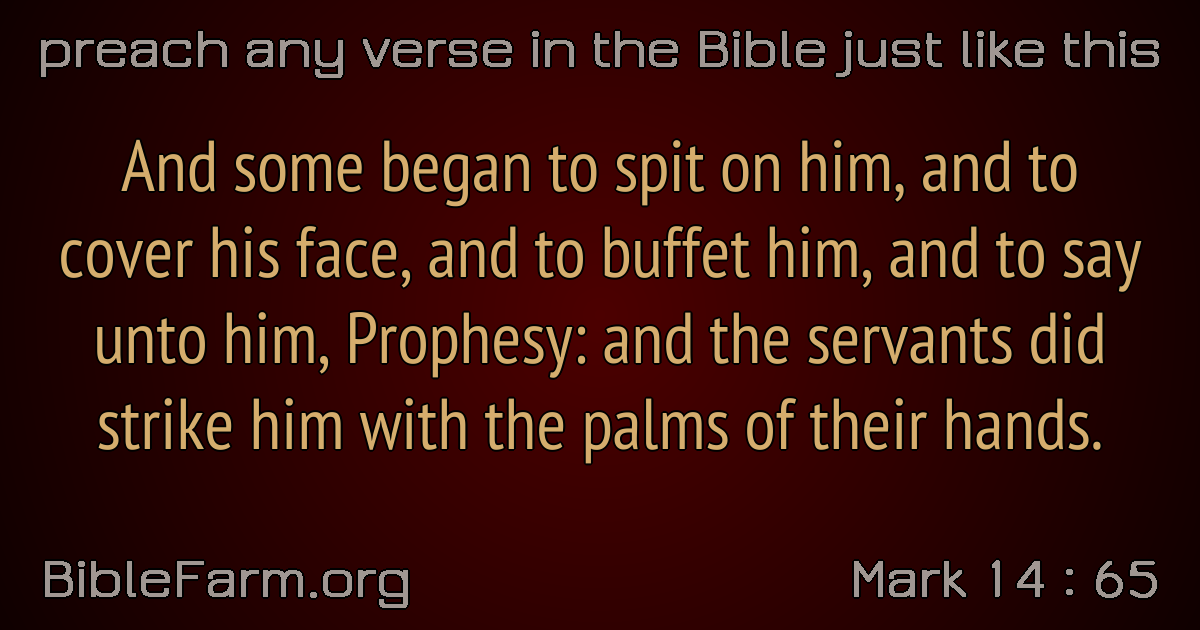 preach any verse in the Bible just like this
And some began to spit on him, and to
cover his face, and to buffet him, and to say
unto him, Prophesy: and the servants did
strike him with the palms of their hands.
BibleFarm.org
Mark 14 : 65